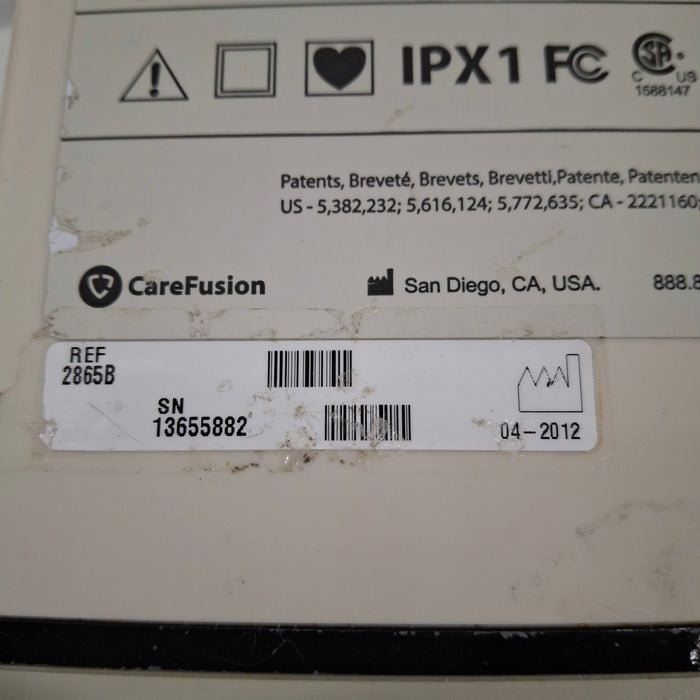 IPX1 FC CSA
C US
1588147
Patents, Breveté, Brevets, Brevetti,Patente, Patenten
US - 5,382,232; 5,616,124; 5,772,635; CA - 2221160;
CareFusion San Diego, CA, USA. 888.8
REF
2865B
SN
13655882
04-2012